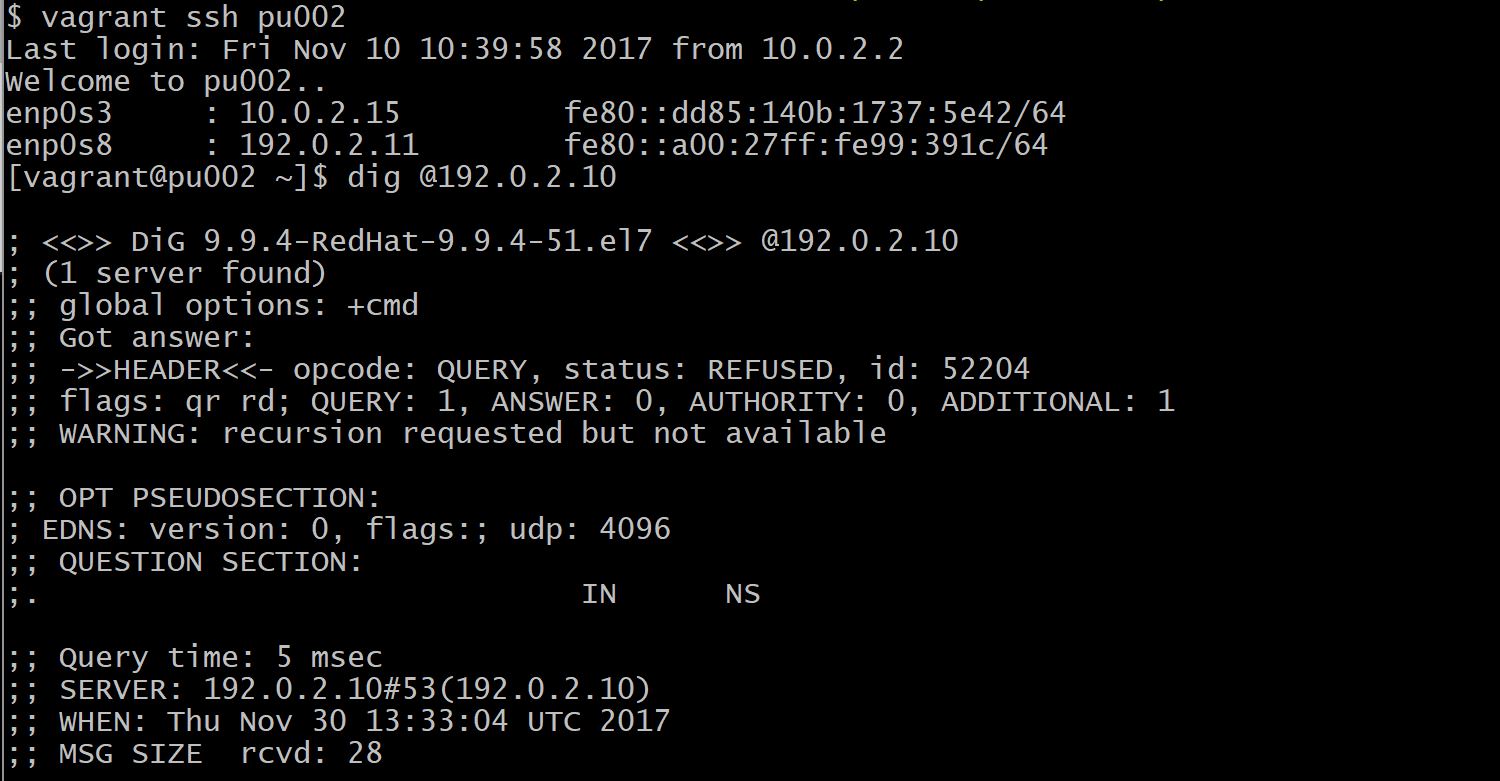 $ vagrant ssh pu002
Last login: Fri Nov 10 10:39:58 2017 from 10.0.2.2
Welcome to pu002..
enp0s3     : 10.0.2.15         fe80::dd85:140b:1737:5e42/64
enp0s8     : 192.0.2.11        fe80::a00:27ff:fe99:391c/64
[vagrant@pu002 ~]$ dig @192.0.2.10

; <<>> DiG 9.9.4-RedHat-9.9.4-51.el7 <<>> @192.0.2.10
; (1 server found)
;; global options: +cmd
;; Got answer:
;; ->>HEADER<<- opcode: QUERY, status: REFUSED, id: 52204
;; flags: qr rd; QUERY: 1, ANSWER: 0, AUTHORITY: 0, ADDITIONAL: 1
;; WARNING: recursion requested but not available

;; OPT PSEUDOSECTION:
; EDNS: version: 0, flags:; udp: 4096
;; QUESTION SECTION:
;.                              IN      NS

;; Query time: 5 msec
;; SERVER: 192.0.2.10#53(192.0.2.10)
;; WHEN: Thu Nov 30 13:33:04 UTC 2017
;; MSG SIZE  rcvd: 28